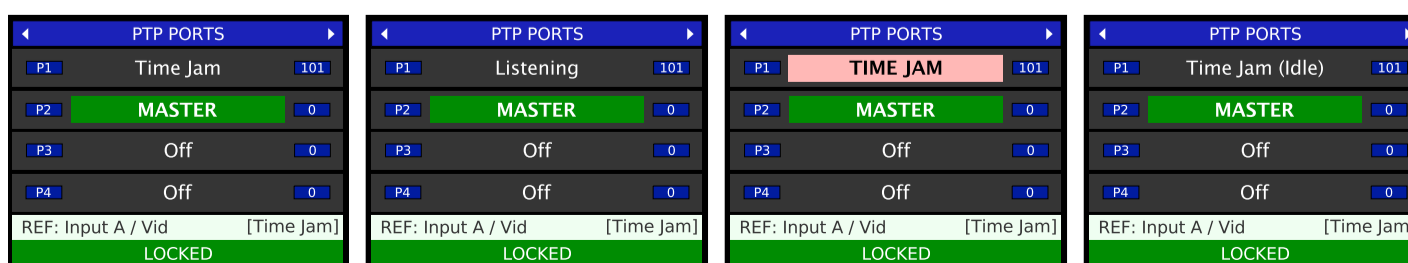 PTP PORTS
P1 Time Jam 101
P2 MASTER 0
P3 Off 0
P4 Off 0
REF: Input A / Vid [Time Jam]
LOCKED
PTP PORTS
P1 Listening 101
P2 MASTER 0
P3 Off 0
P4 Off 0
REF: Input A / Vid [Time Jam]
LOCKED
PTP PORTS
P1 TIME JAM 101
P2 MASTER 0
P3 Off 0
P4 Off 0
REF: Input A / Vid [Time Jam]
LOCKED
PTP PORTS
P1 Time Jam (Idle) 101
P2 MASTER 0
P3 Off 0
P4 Off 0
REF: Input A / Vid [Time Jam
LOCKED